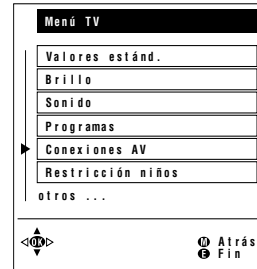 Menú TV
Valores estánd.
Brillo
Sonido
Programas
Conexiones AV
Restricción niños
otros ...
OK
M Atrás
E Fin